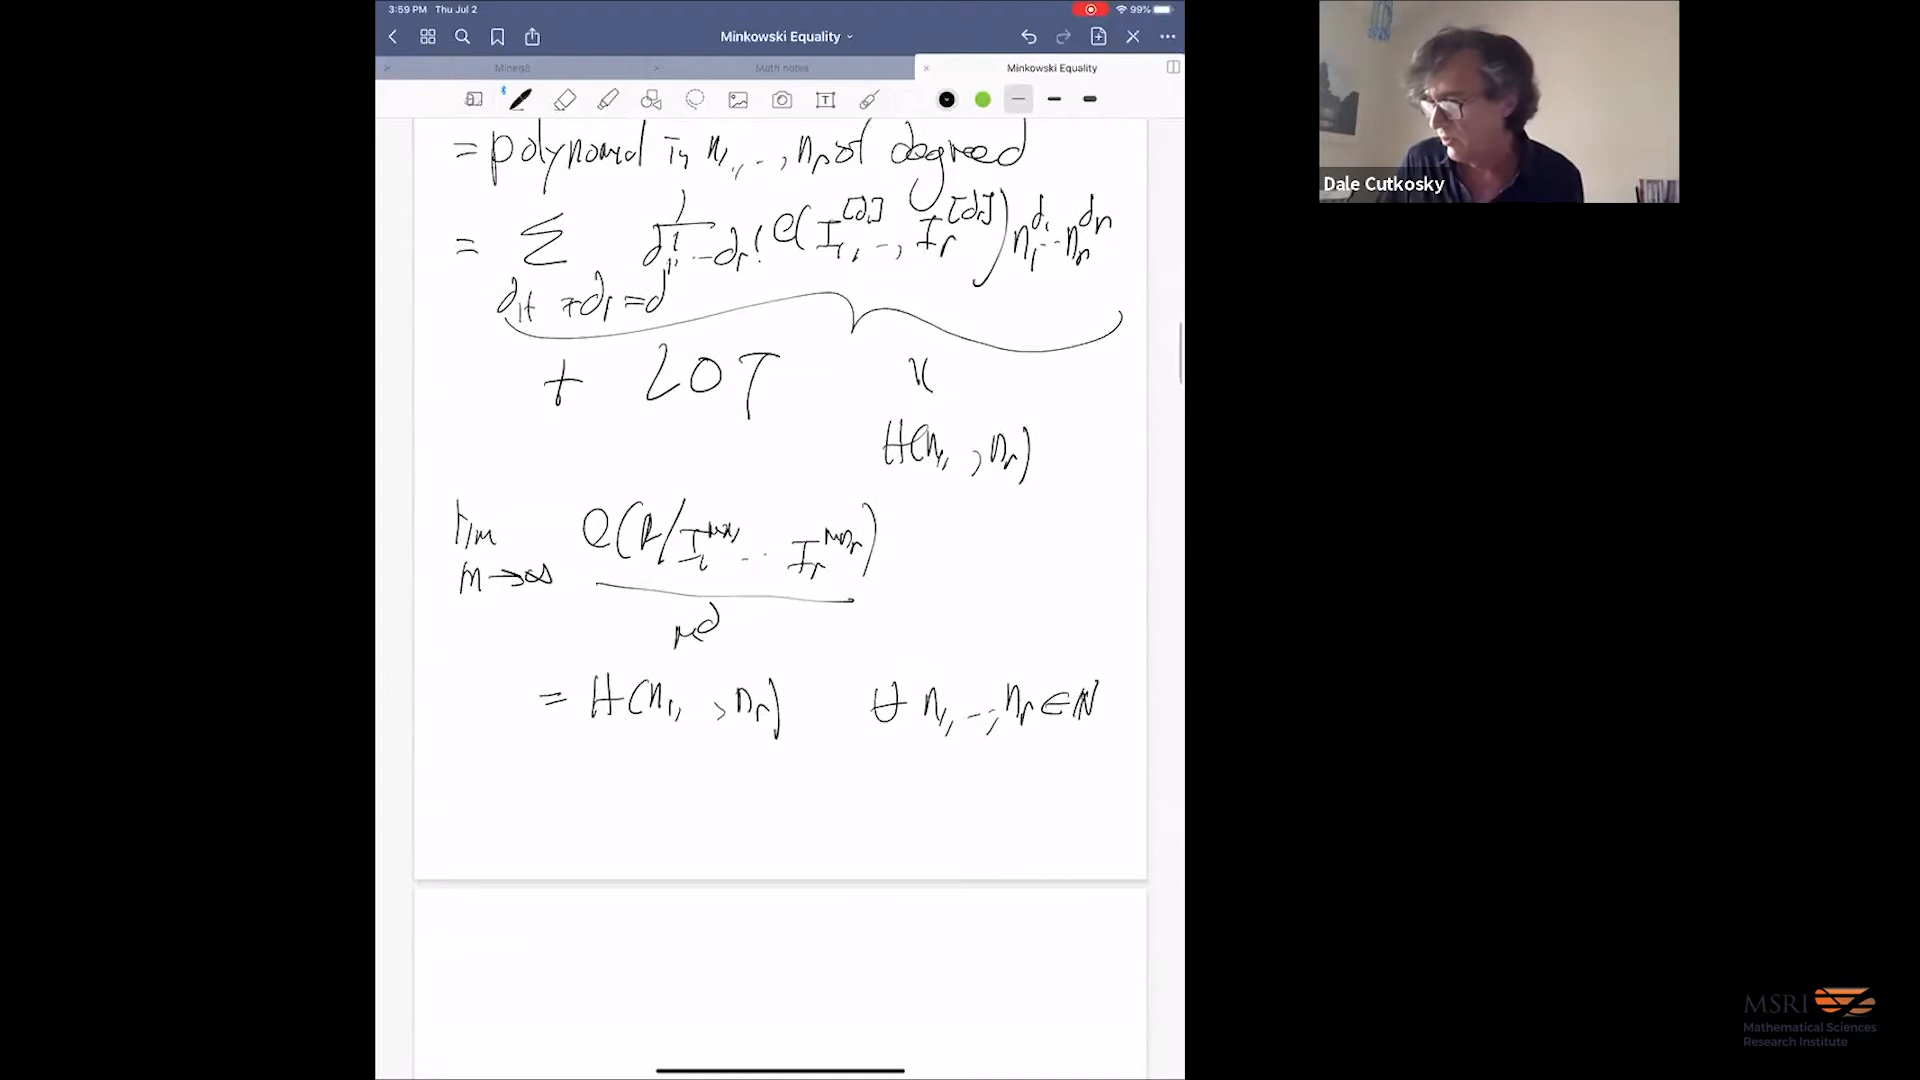 3:59 PM Thu Jul 2
99%
Minkowski Equality
Mineq8
Math notes
Minkowski Equality
= polynomial in n₁, .., nᵣ of degree d
= Σ 1/(d₁! ... dᵣ!) e(I₁^[d₁], .., Iᵣ^[dᵣ]) n₁^d₁ ... nᵣ^dᵣ
d₁+ +dᵣ = d
+ LOT
H(n₁, , nᵣ)
lim m→∞ ℓ(R/I₁^mn₁ ... Iᵣ^mnᵣ) / m^d
= H(n₁, , nᵣ) ∀ n₁, .., nᵣ ∈ ℕ
Dale Cutkosky
MSRI
Mathematical Sciences
Research Institute